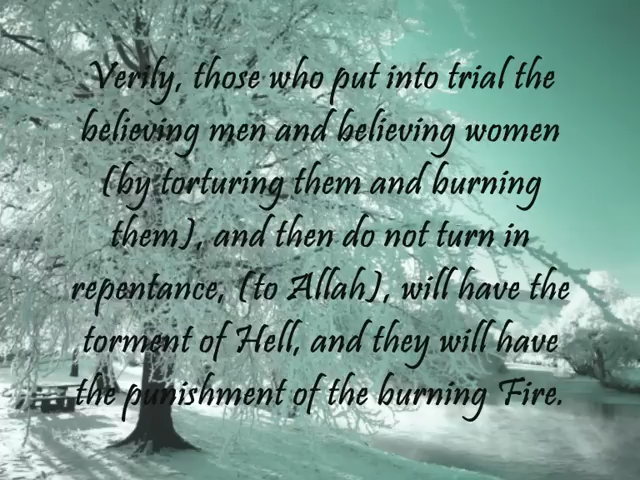 Verily, those who put into trial the
believing men and believing women
(by torturing them and burning
them), and then do not turn in
repentance, (to Allah), will have the
torment of Hell, and they will have
the punishment of the burning Fire.